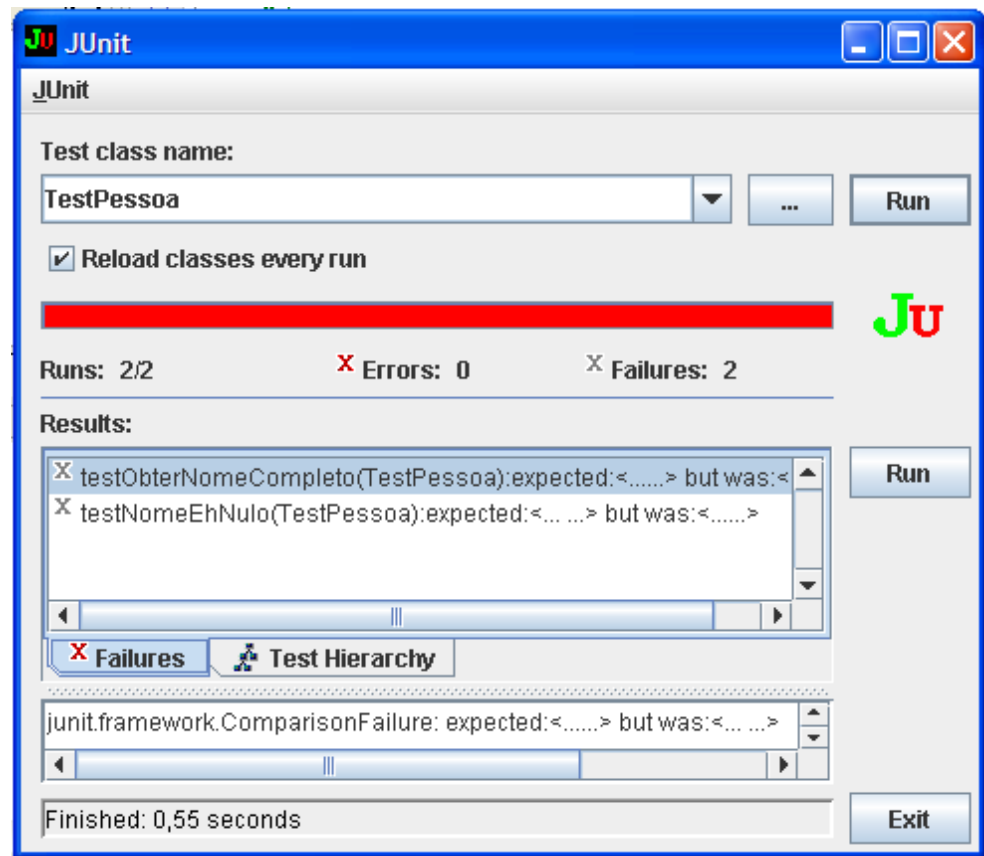 JU JUnit
JUnit
Test class name:
TestPessoa ... Run
Reload classes every run
JU
Runs: 2/2 X Errors: 0 X Failures: 2
Results:
X testObterNomeCompleto(TestPessoa):expected:<......> but was:<
Run
X testNomeEhNulo(TestPessoa):expected:<... ...> but was:<......>
X Failures Test Hierarchy
junit.framework.ComparisonFailure: expected:<......> but was:<... ...>
Finished: 0,55 seconds Exit